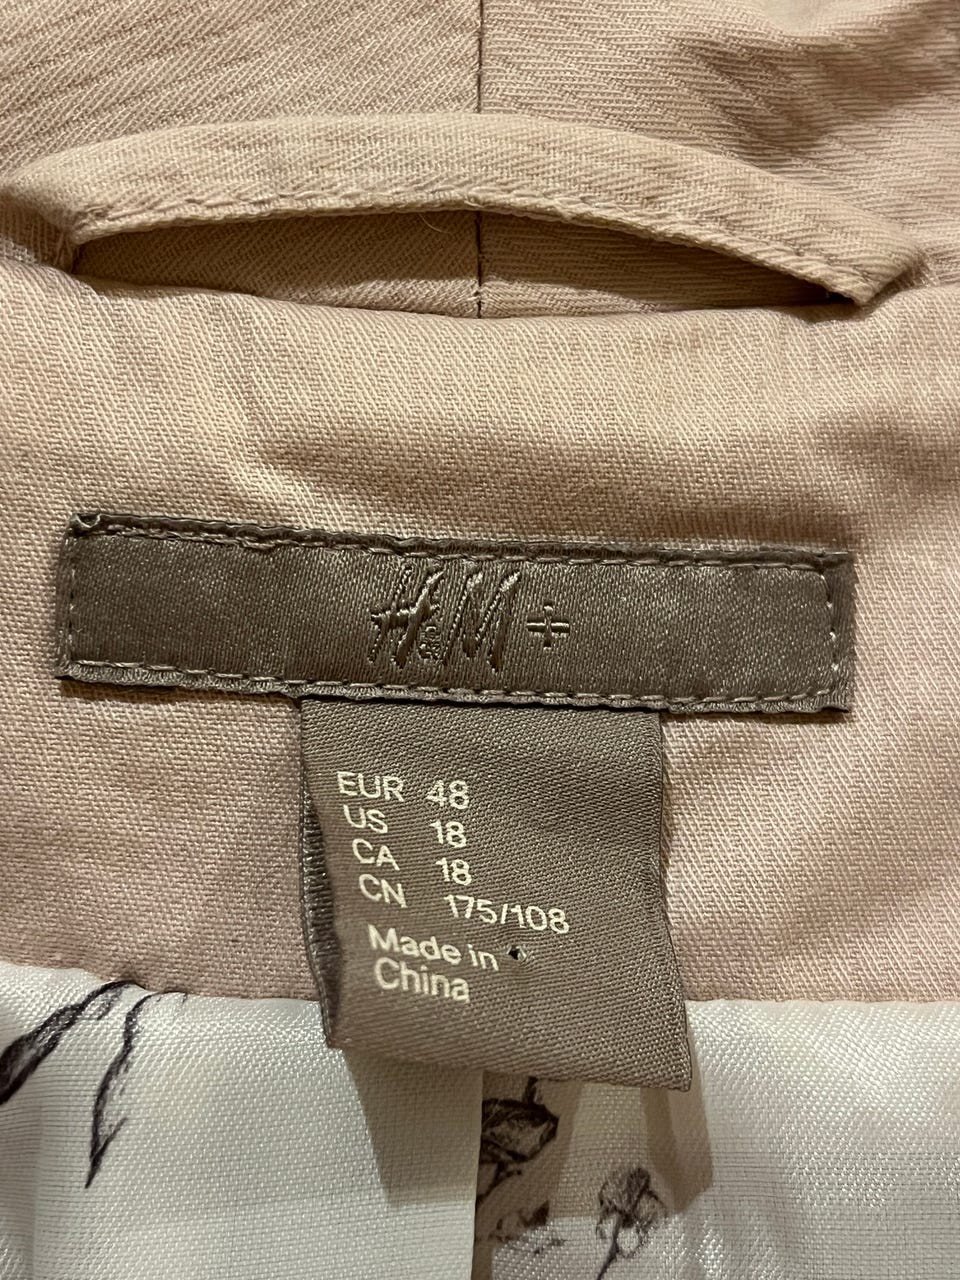 H&M+
EUR 48
US 18
CA 18
CN 175/108
Made in
China